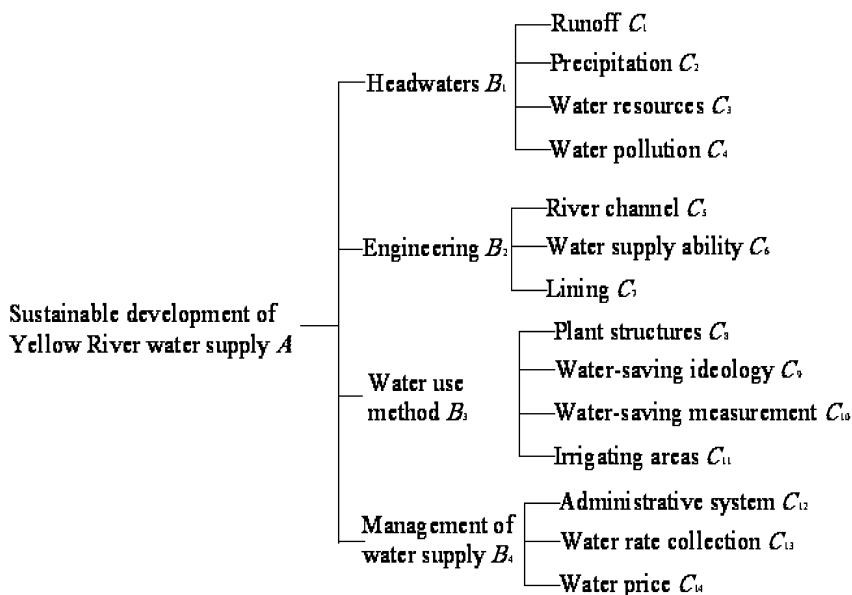 Runoff C₁
Precipitation C₂
Headwaters B₁
Water resources C₃
Water pollution C₄
River channel C₅
Engineering B₂
Water supply ability C₆
Lining C₇
Sustainable development of
Yellow River water supply A
Plant structures C₈
Water-saving ideology C₉
Water use
method B₃
Water-saving measurement C₁₀
Irrigating areas C₁₁
Administrative system C₁₂
Management of
water supply B₄
Water rate collection C₁₃
Water price C₁₄